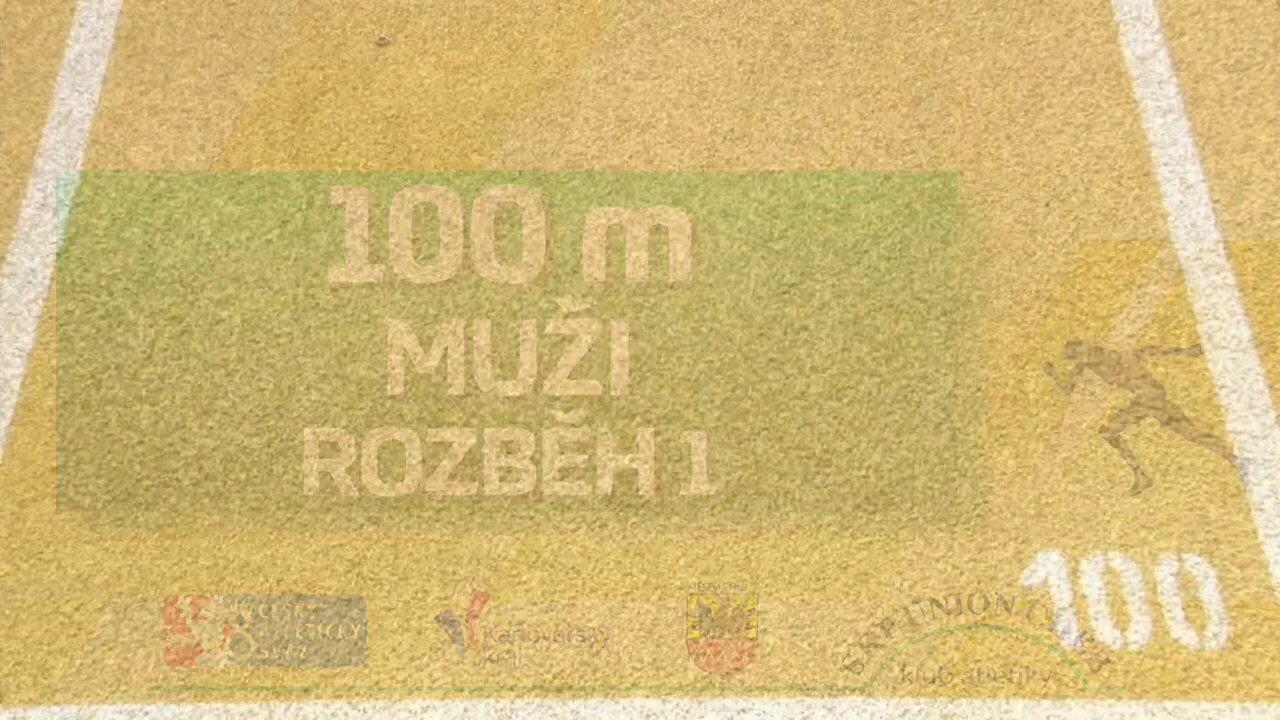 100 m
MUŽI
ROZBĚH 1
100
Karlovarský
kraj
SKP UNION CHEB
klub atletiky